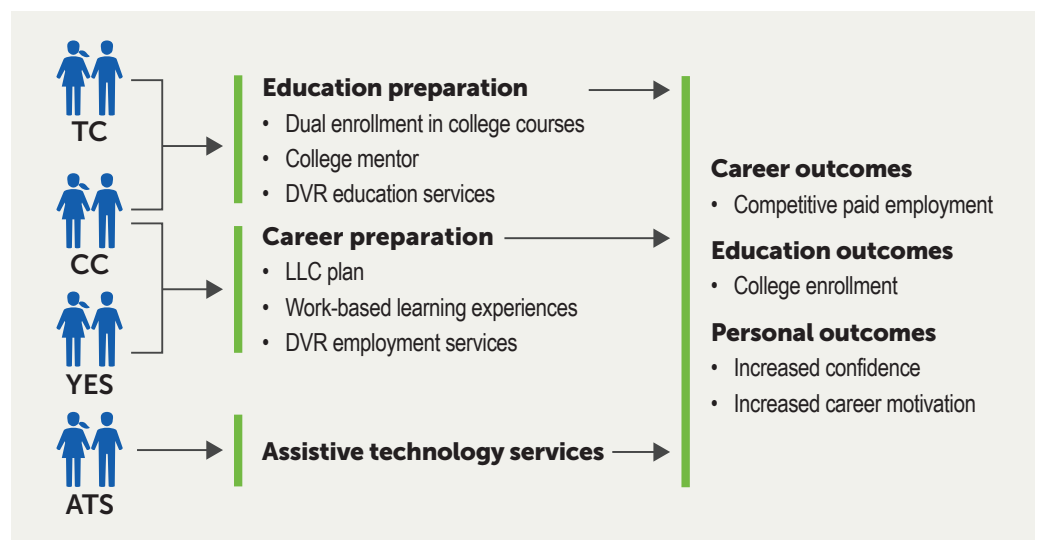 TC
CC
YES
ATS
Education preparation
• Dual enrollment in college courses
• College mentor
• DVR education services
Career preparation
• LLC plan
• Work-based learning experiences
• DVR employment services
Assistive technology services
Career outcomes
• Competitive paid employment
Education outcomes
• College enrollment
Personal outcomes
• Increased confidence
• Increased career motivation